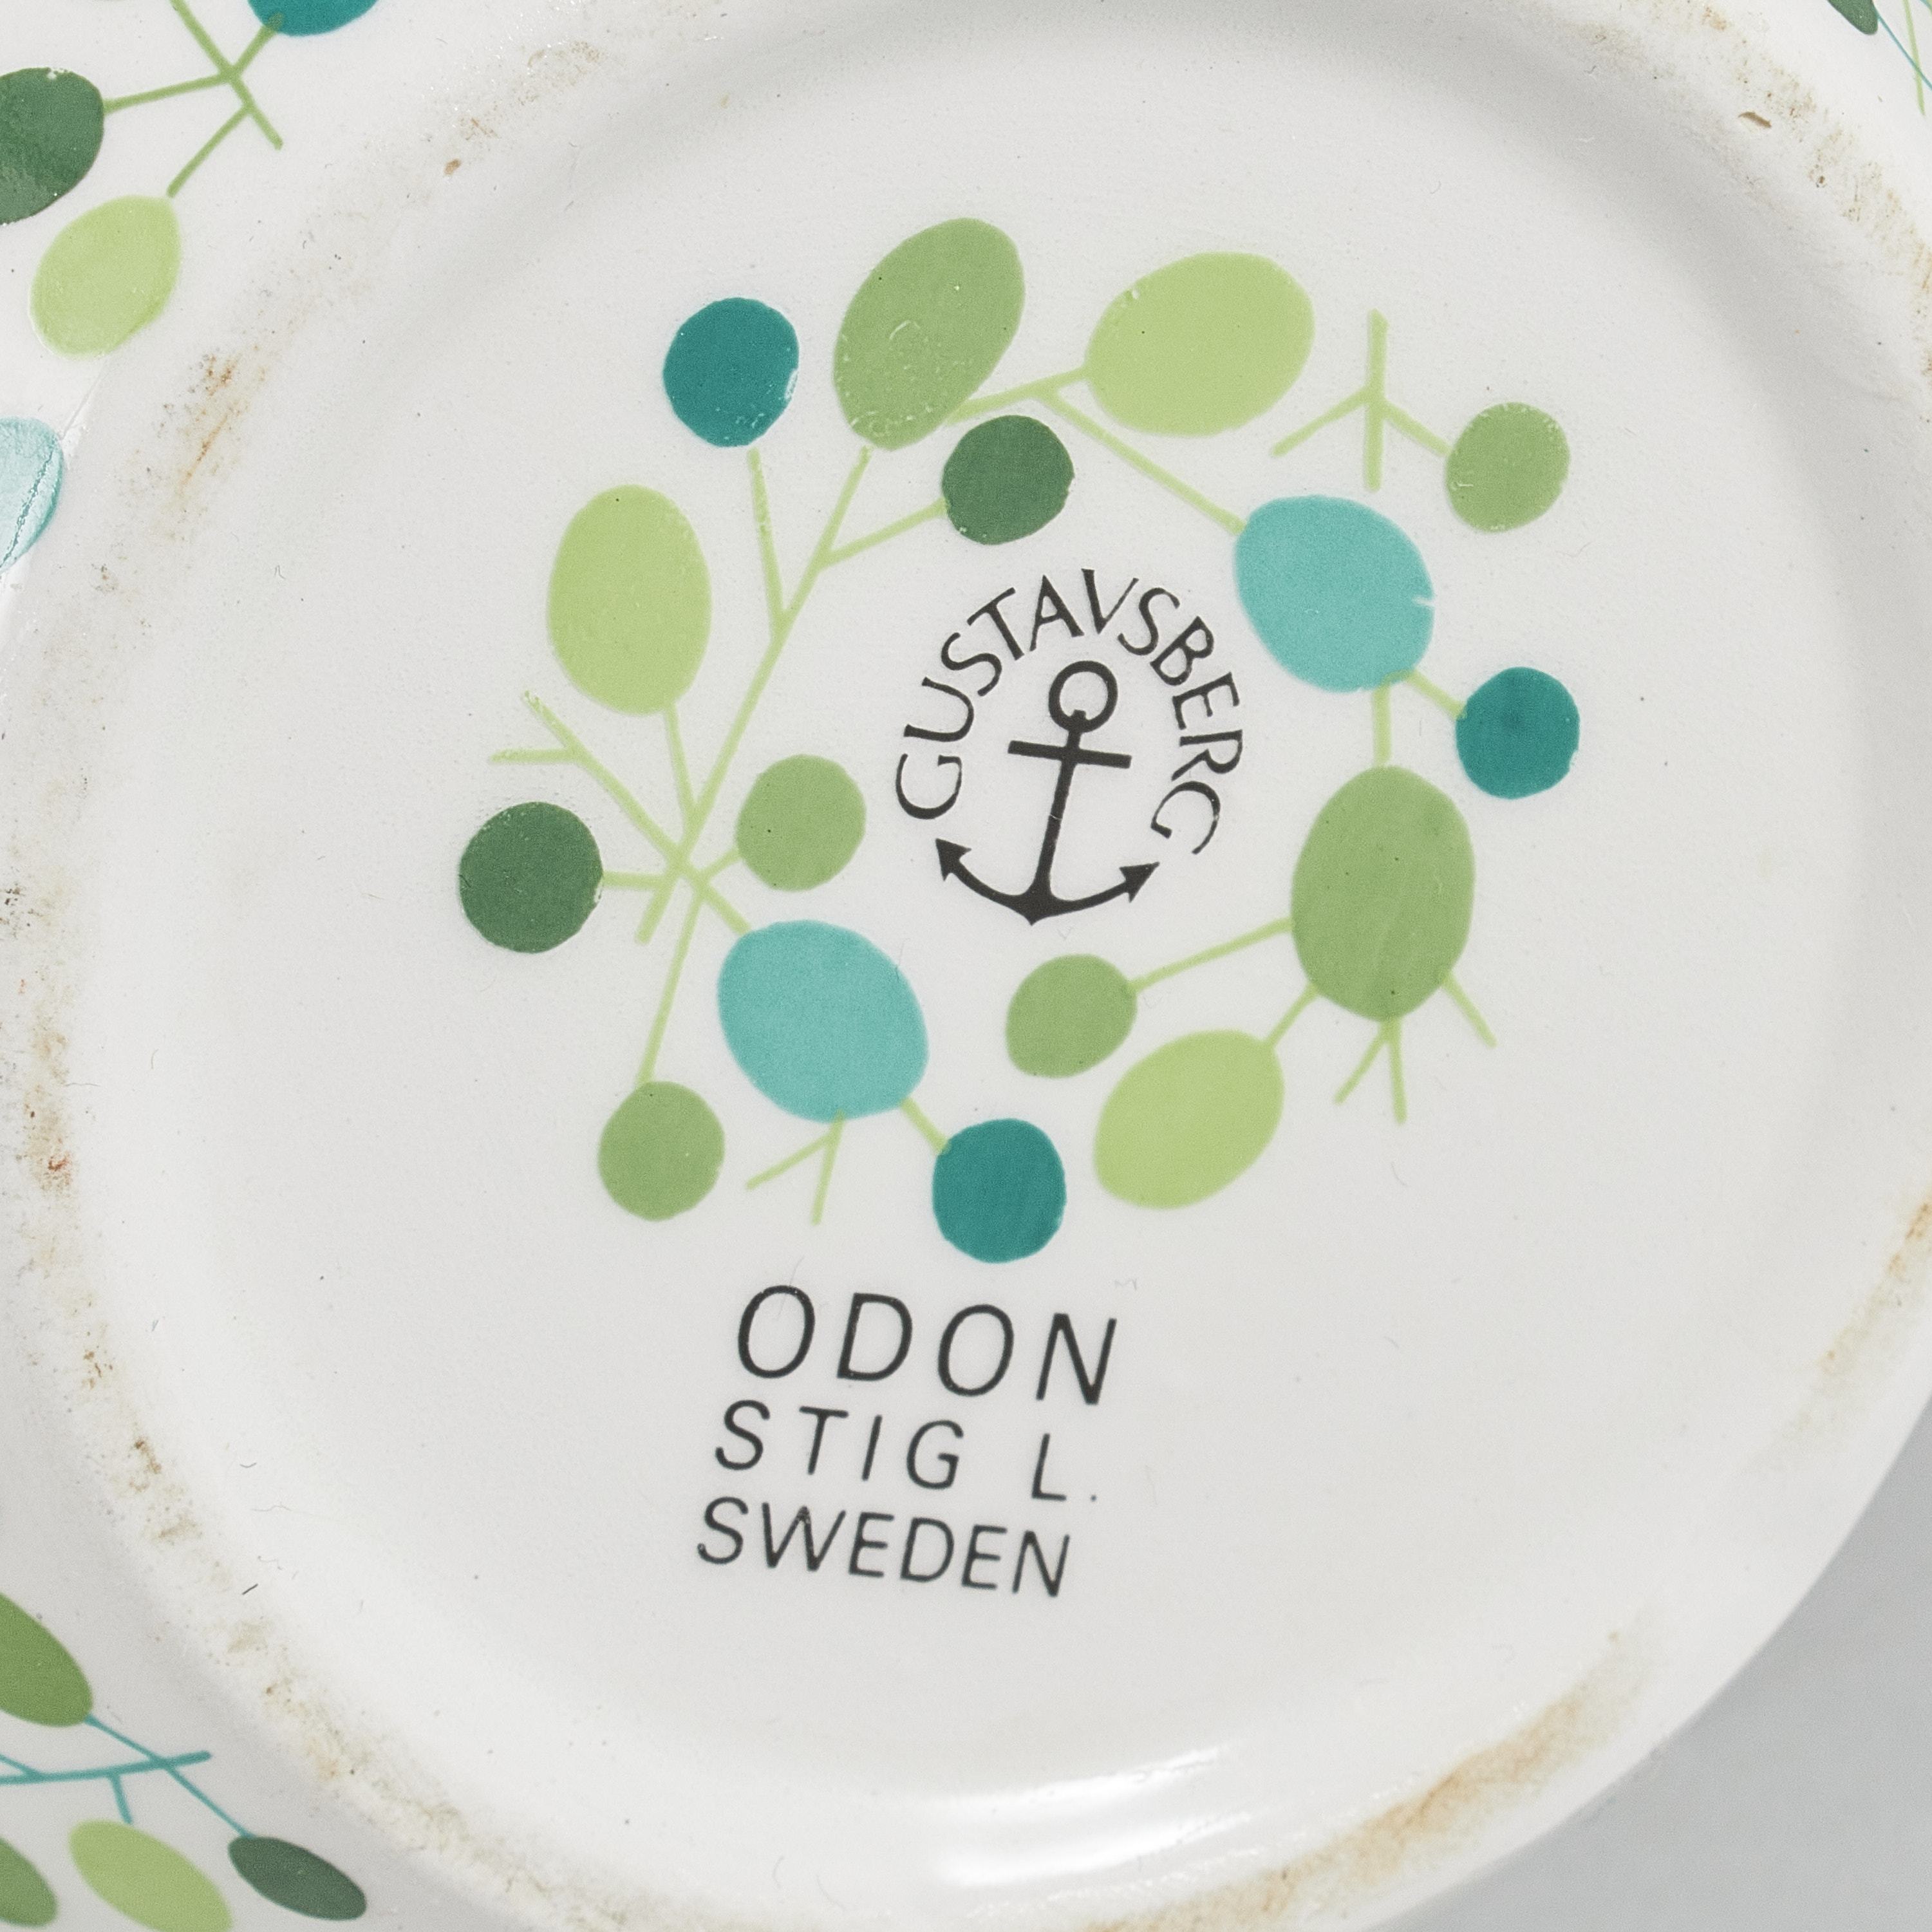 GUSTAVSBERG
ODON
STIG L.
SWEDEN